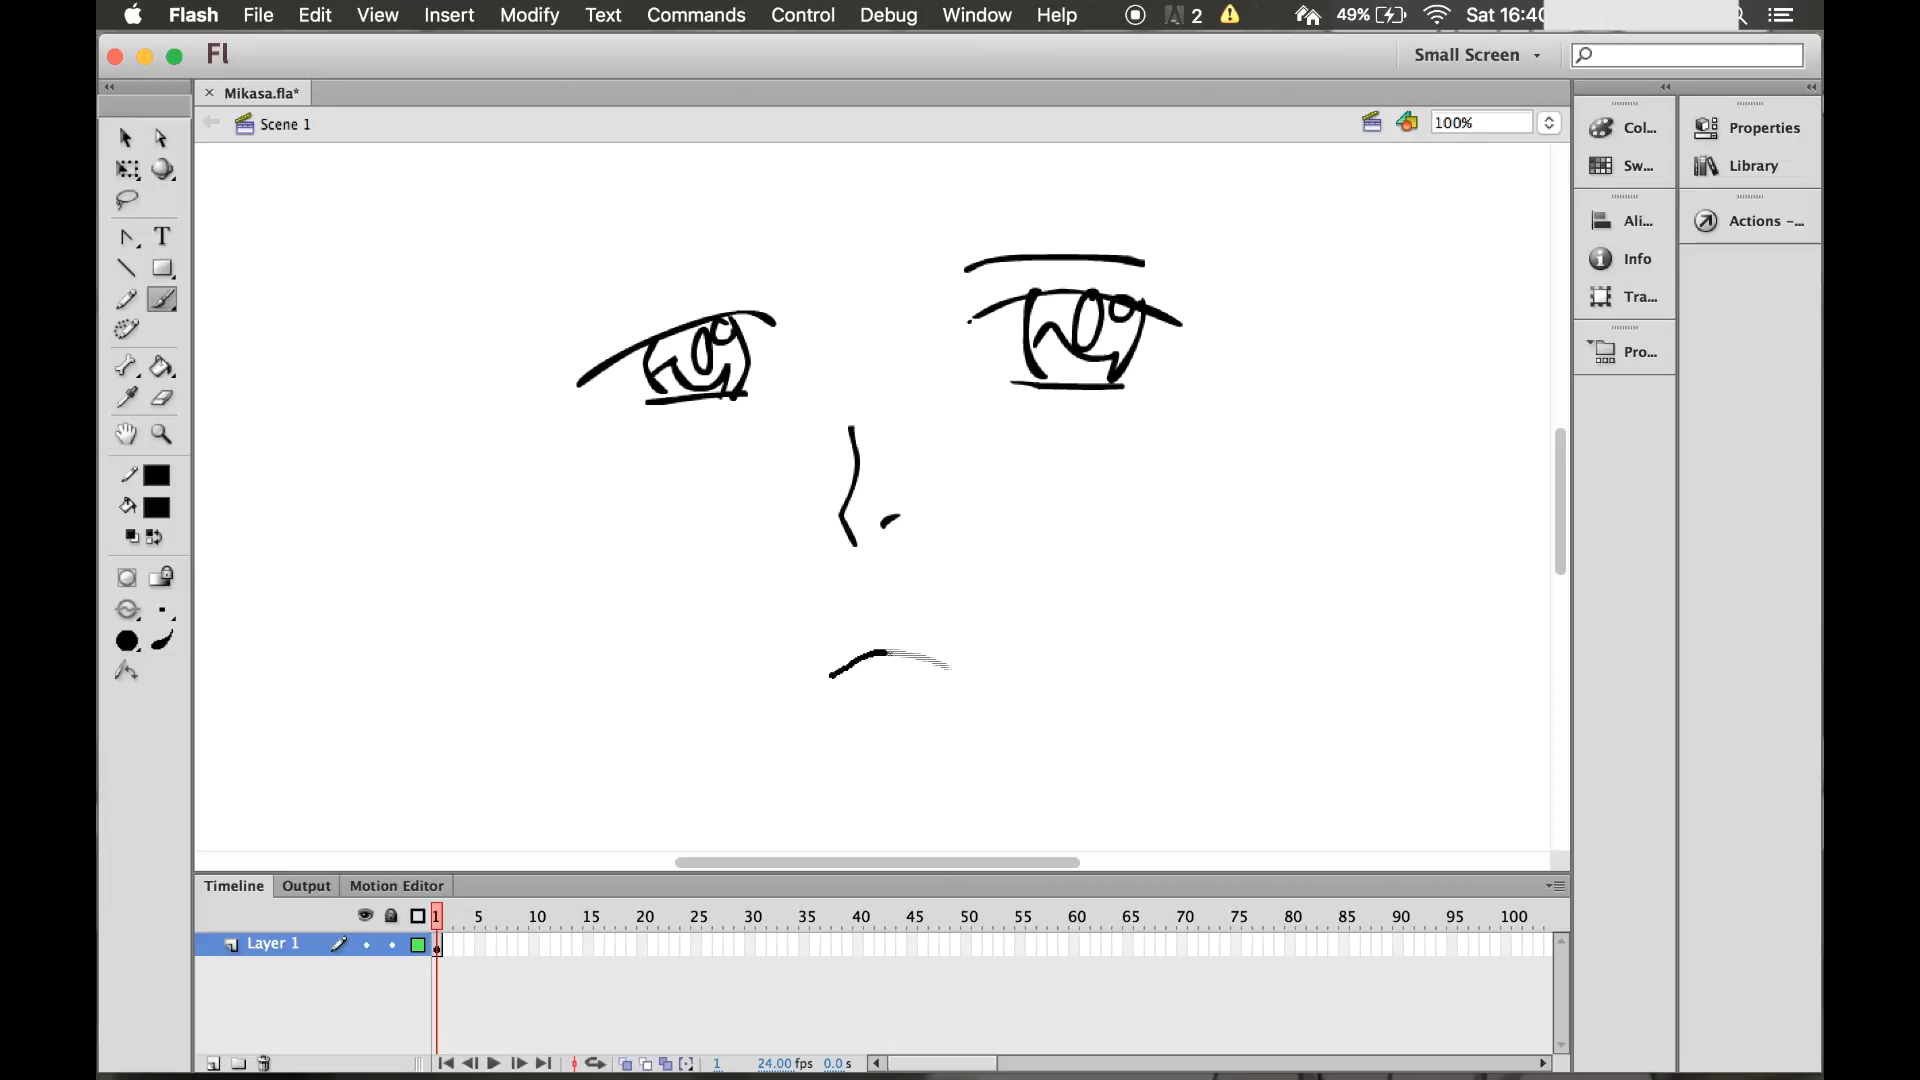 Flash File Edit View Insert Modify Text Commands Control Debug Window Help 2 49% Sat 16:40
Fl Small Screen
Mikasa.fla*
Scene 1 100%
T
Col...
Sw...
Ali...
Info
Tra...
Pro...
Properties
Library
Actions -...
Timeline Output Motion Editor
1 5 10 15 20 25 30 35 40 45 50 55 60 65 70 75 80 85 90 95 100
Layer 1
1 24.00 fps 0.0 s